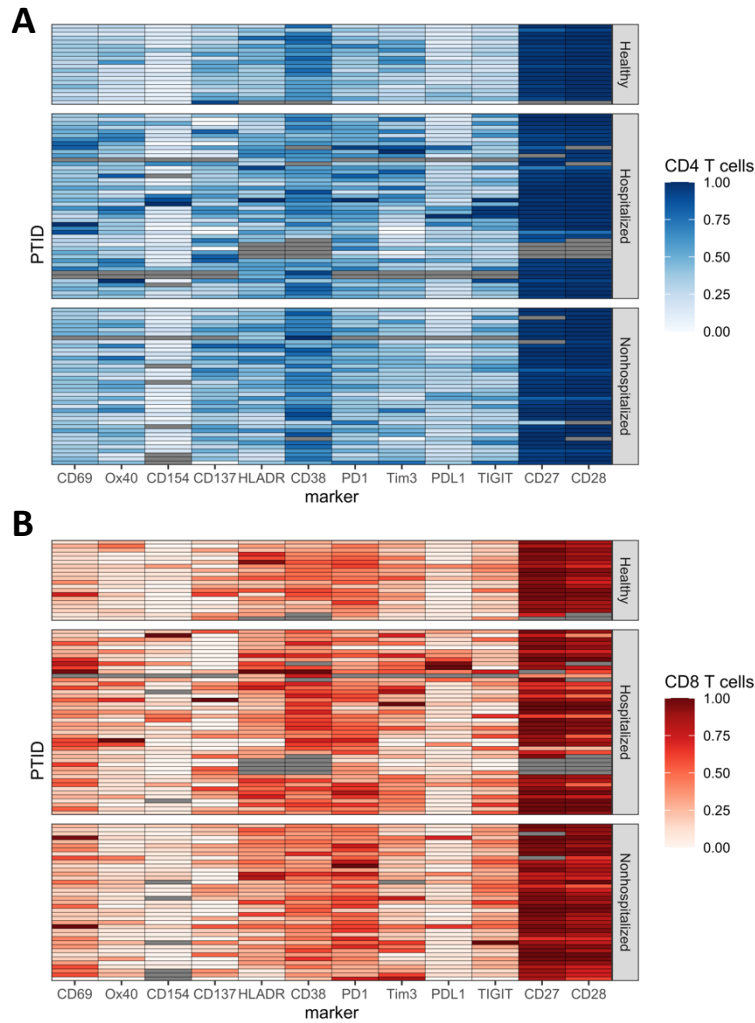 A
Healthy
Hospitalized
Nonhospitalized
PTID
CD69 Ox40 CD154 CD137 HLADR CD38 PD1 Tim3 PDL1 TIGIT CD27 CD28
marker
CD4 T cells
1.00
0.75
0.50
0.25
0.00
B
Healthy
Hospitalized
Nonhospitalized
PTID
CD69 Ox40 CD154 CD137 HLADR CD38 PD1 Tim3 PDL1 TIGIT CD27 CD28
marker
CD8 T cells
1.00
0.75
0.50
0.25
0.00